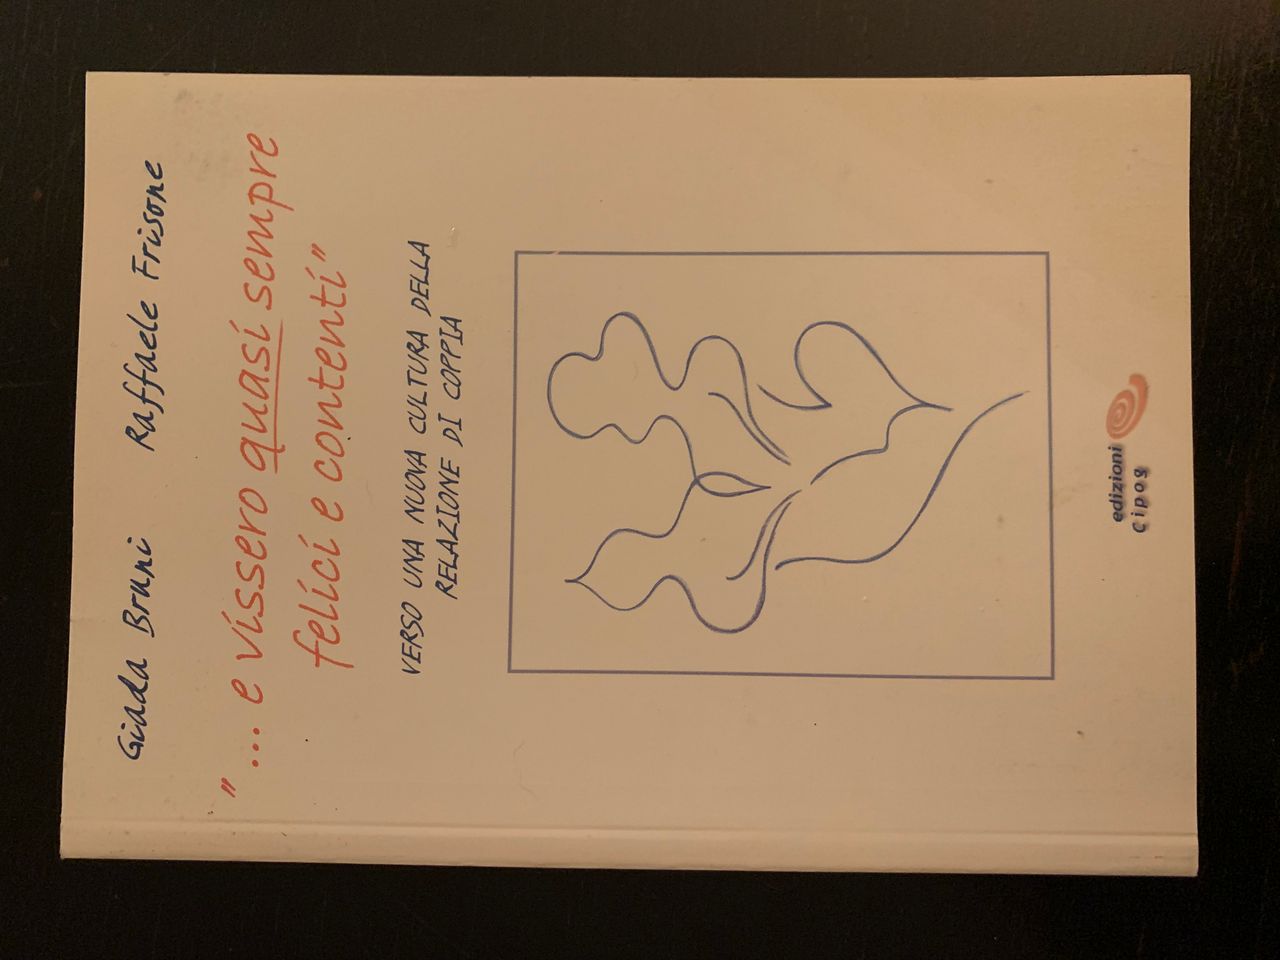 Giada Bruni Raffaele Frisone
"... e vissero quasi sempre
felici e contenti"
VERSO UNA NUOVA CULTURA DELLA
RELAZIONE DI COPPIA
edizioni
Cipog